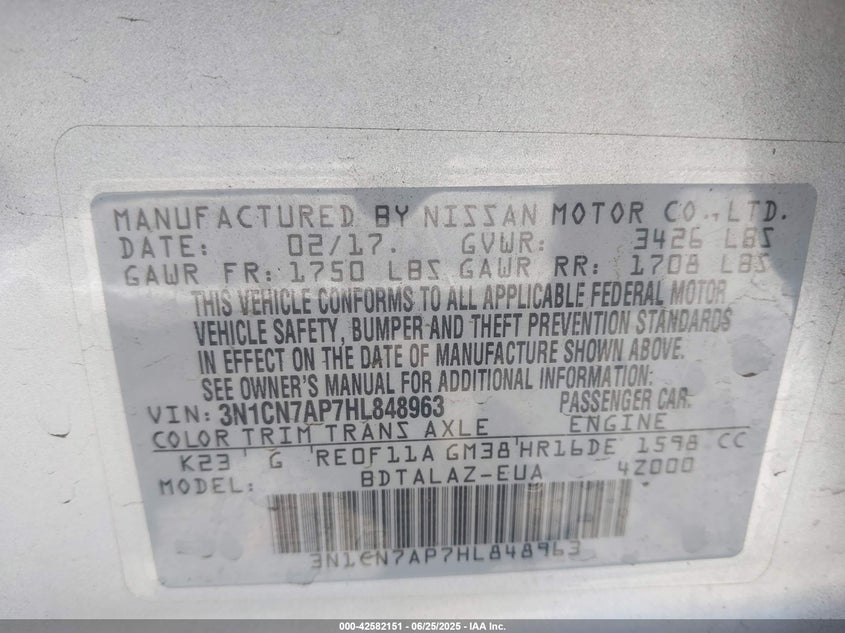 MANUFACTURED BY NISSAN MOTOR CO.,LTD.
DATE: 02/17. GVWR: 3426 LBS
GAWR FR: 1750 LBS GAWR RR: 1708 LBS
THIS VEHICLE CONFORMS TO ALL APPLICABLE FEDERAL MOTOR
VEHICLE SAFETY, BUMPER AND THEFT PREVENTION STANDARDS
IN EFFECT ON THE DATE OF MANUFACTURE SHOWN ABOVE.
SEE OWNER'S MANUAL FOR ADDITIONAL INFORMATION:
VIN: 3N1CN7AP7HL848963 PASSENGER CAR.
COLOR TRIM TRANS AXLE ENGINE
K23 G RE0F11A GM38 HR16DE 1598 CC
MODEL: BDTALAZ-EUA 4Z000
3N1CN7AP7HL848963
000-42582151 - 06/25/2025 - IAA Inc.